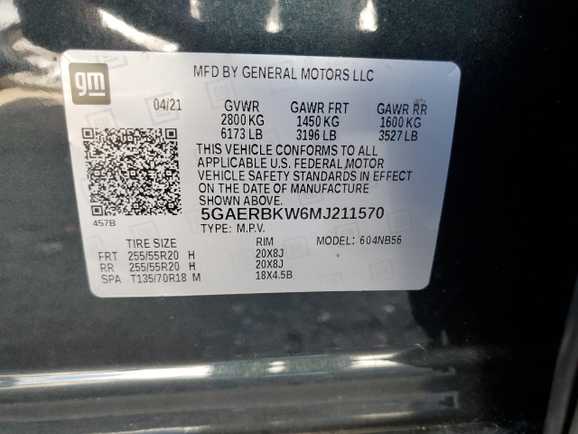 gm
MFD BY GENERAL MOTORS LLC
04/21 GVWR GAWR FRT GAWR RR
2800 KG 1450 KG 1600 KG
6173 LB 3196 LB 3527 LB
THIS VEHICLE CONFORMS TO ALL
APPLICABLE U.S. FEDERAL MOTOR
VEHICLE SAFETY STANDARDS IN EFFECT
ON THE DATE OF MANUFACTURE
SHOWN ABOVE.
5GAERBKW6MJ211570
457B
TYPE: M.P.V.
TIRE SIZE RIM MODEL: 604NB56
FRT 255/55R20 H 20X8J
RR 255/55R20 H 20X8J
SPA T135/70R18 M 18X4.5B